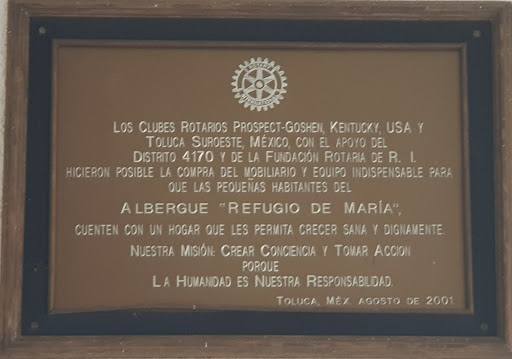 LOS CLUBES ROTARIOS PROSPECT-GOSHEN, KENTUCKY, USA Y
TOLUCA SUROESTE, MÉXICO, CON EL APOYO DEL
DISTRITO 4170 Y DE LA FUNDACIÓN ROTARIA DE R. I.
HICIERON POSIBLE LA COMPRA DEL MOBILIARIO Y EQUIPO INDISPENSABLE PARA
QUE LAS PEQUEÑAS HABITANTES DEL
ALBERGUE "REFUGIO DE MARÍA",
CUENTEN CON UN HOGAR QUE LES PERMITA CRECER SANA Y DIGNAMENTE.
NUESTRA MISIÓN: CREAR CONCIENCIA Y TOMAR ACCION
PORQUE
LA HUMANIDAD ES NUESTRA RESPONSABILIDAD.
TOLUCA, MÉX. AGOSTO DE 2001